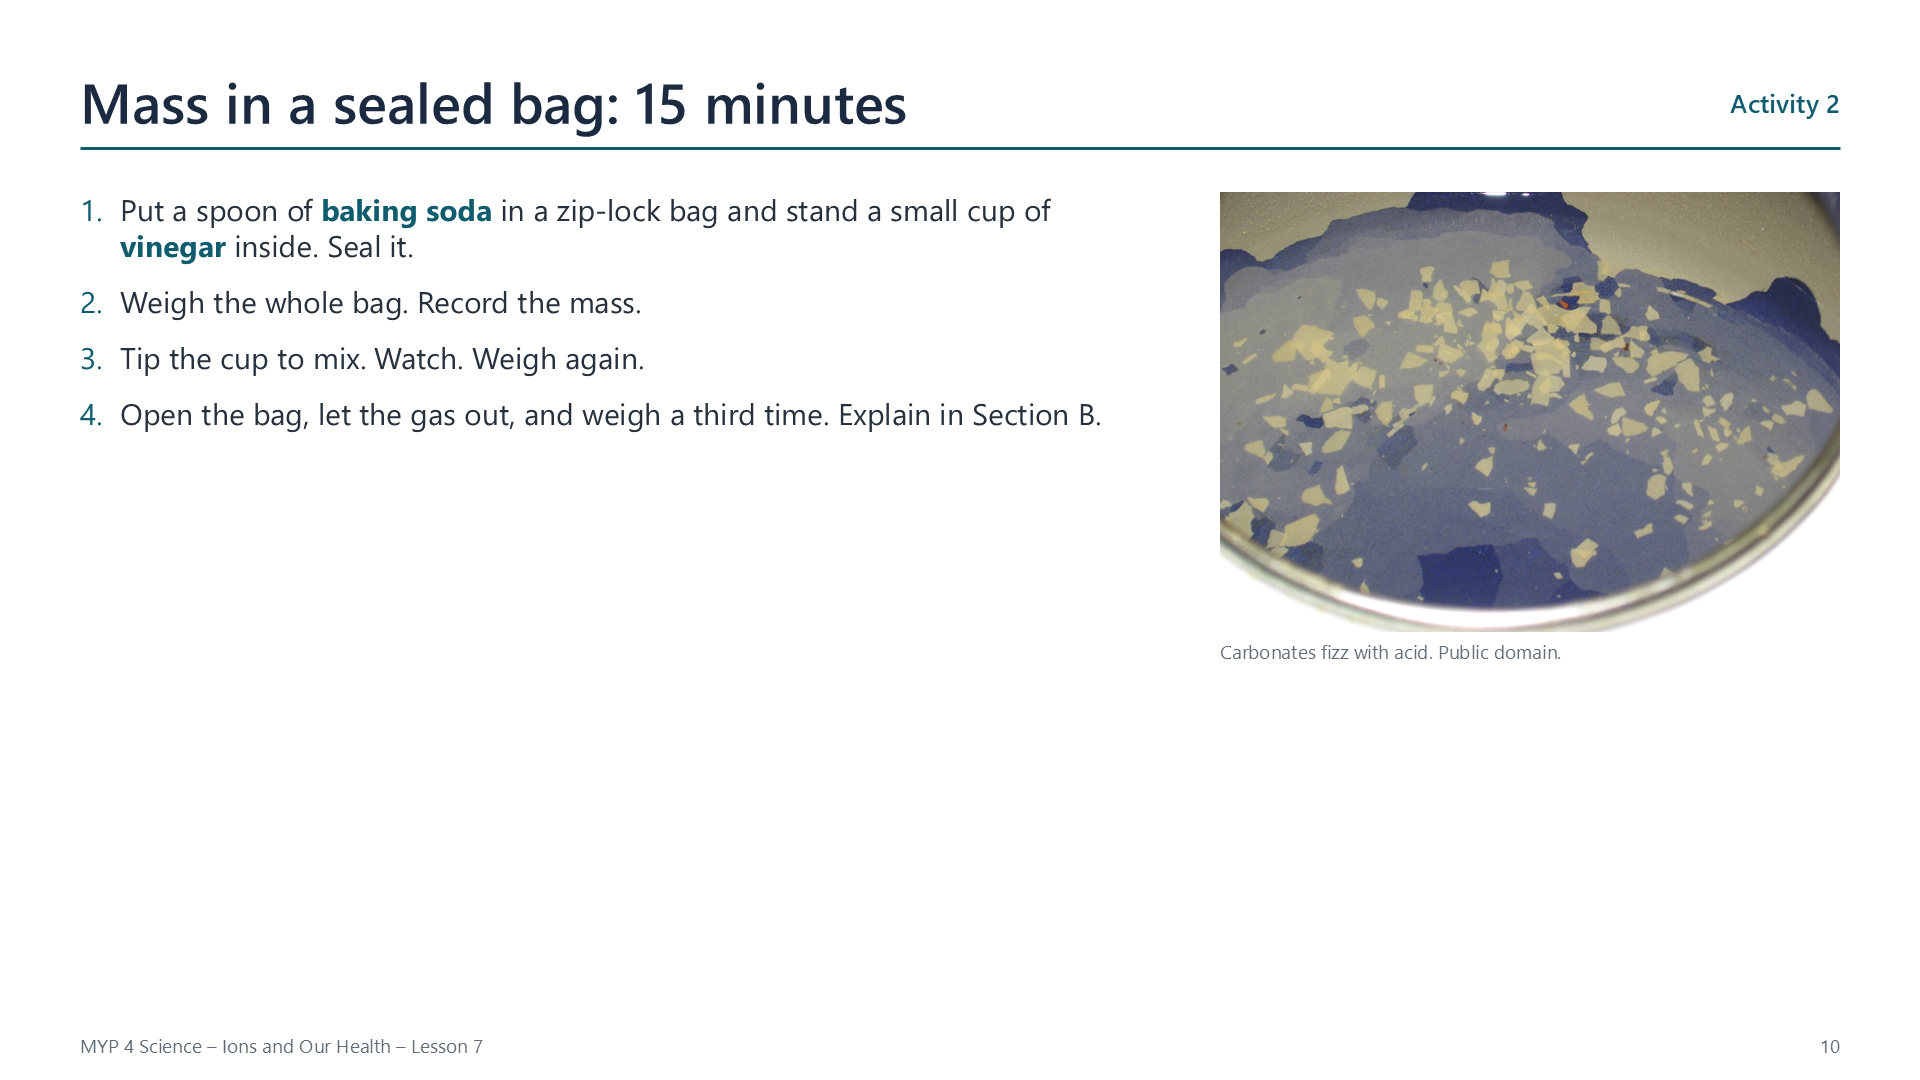 Mass in a sealed bag: 15 minutes
Activity 2
1. Put a spoon of baking soda in a zip-lock bag and stand a small cup of
vinegar inside. Seal it.
2. Weigh the whole bag. Record the mass.
3. Tip the cup to mix. Watch. Weigh again.
4. Open the bag, let the gas out, and weigh a third time. Explain in Section B.
Carbonates fizz with acid. Public domain.
MYP 4 Science – Ions and Our Health – Lesson 7
10